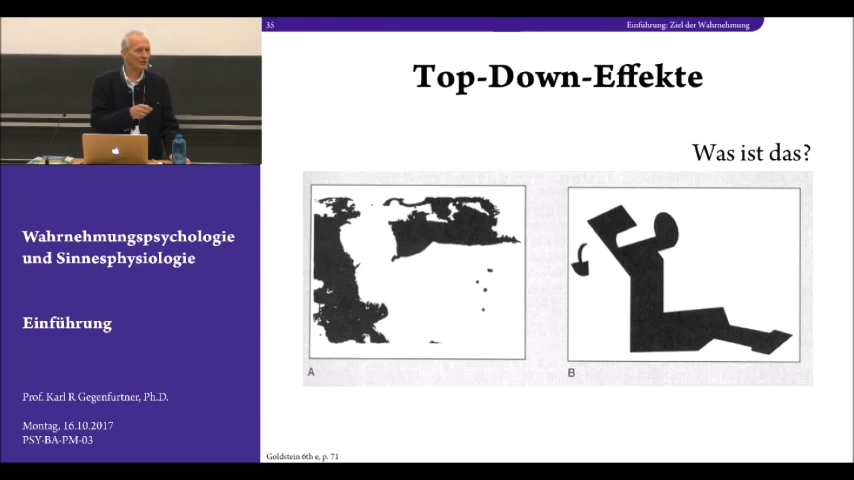 35
Einführung: Ziel der Wahrnehmung
Top-Down-Effekte
Was ist das?
A
B
Wahrnehmungspsychologie
und Sinnesphysiologie
Einführung
Prof. Karl R Gegenfurtner, Ph.D.
Montag, 16.10.2017
PSY-BA-PM-03
Goldstein 6th e, p. 71